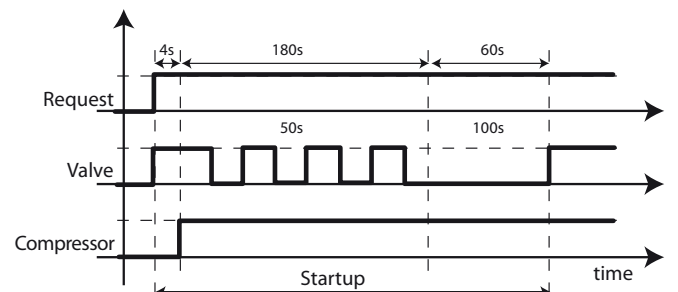 4s 180s 60s
Request
50s 100s
Valve
Compressor
Startup time